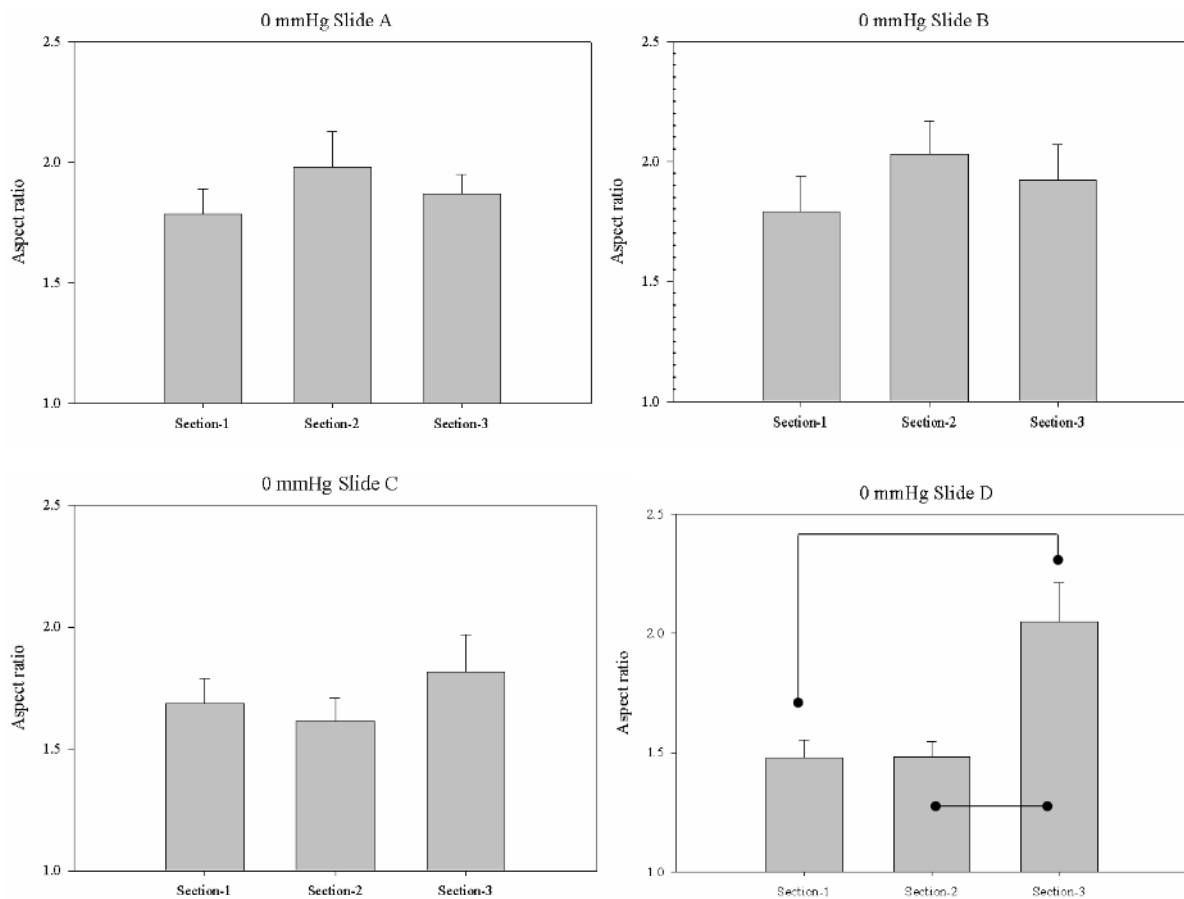 0 mmHg Slide A
2.5
2.0
1.5
1.0
Aspect ratio
Section-1 Section-2 Section-3
0 mmHg Slide B
2.5
2.0
1.5
1.0
Aspect ratio
Section-1 Section-2 Section-3
0 mmHg Slide C
2.5
2.0
1.5
1.0
Aspect ratio
Section-1 Section-2 Section-3
0 mmHg Slide D
2.5
2.0
1.5
1.0
Aspect ratio
Section-1 Section-2 Section-3